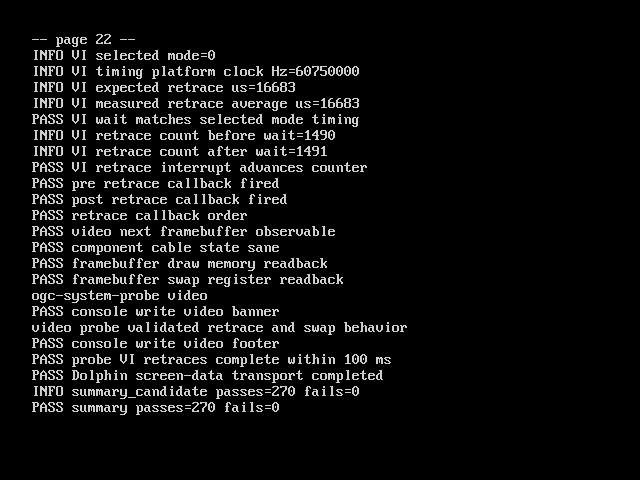 -- page 22 --
INFO VI selected mode=0
INFO VI timing platform clock Hz=60750000
INFO VI expected retrace us=16683
INFO VI measured retrace average us=16683
PASS VI wait matches selected mode timing
INFO VI retrace count before wait=1490
INFO VI retrace count after wait=1491
PASS VI retrace interrupt advances counter
PASS pre retrace callback fired
PASS post retrace callback fired
PASS retrace callback order
PASS video next framebuffer observable
PASS component cable state sane
PASS framebuffer draw memory readback
PASS framebuffer swap register readback
ogc-system-probe video
PASS console write video banner
video probe validated retrace and swap behavior
PASS console write video footer
PASS probe VI retraces complete within 100 ms
PASS Dolphin screen-data transport completed
INFO summary_candidate passes=270 fails=0
PASS summary passes=270 fails=0